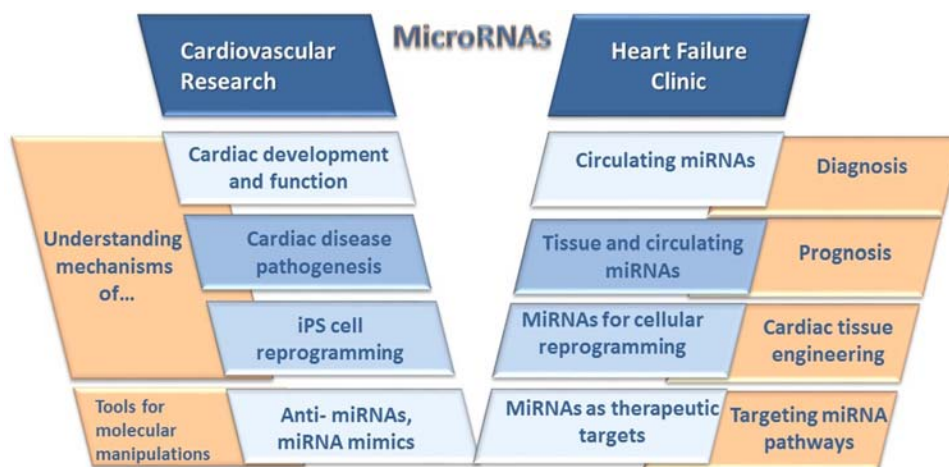 MicroRNAs
Cardiovascular
Research
Understanding
mechanisms
of...
Cardiac development
and function
Cardiac disease
pathogenesis
iPS cell
reprogramming
Tools for
molecular
manipulations
Anti- miRNAs,
miRNA mimics
Heart Failure
Clinic
Circulating miRNAs
Diagnosis
Tissue and circulating
miRNAs
Prognosis
MiRNAs for cellular
reprogramming
Cardiac tissue
engineering
MiRNAs as therapeutic
targets
Targeting miRNA
pathways